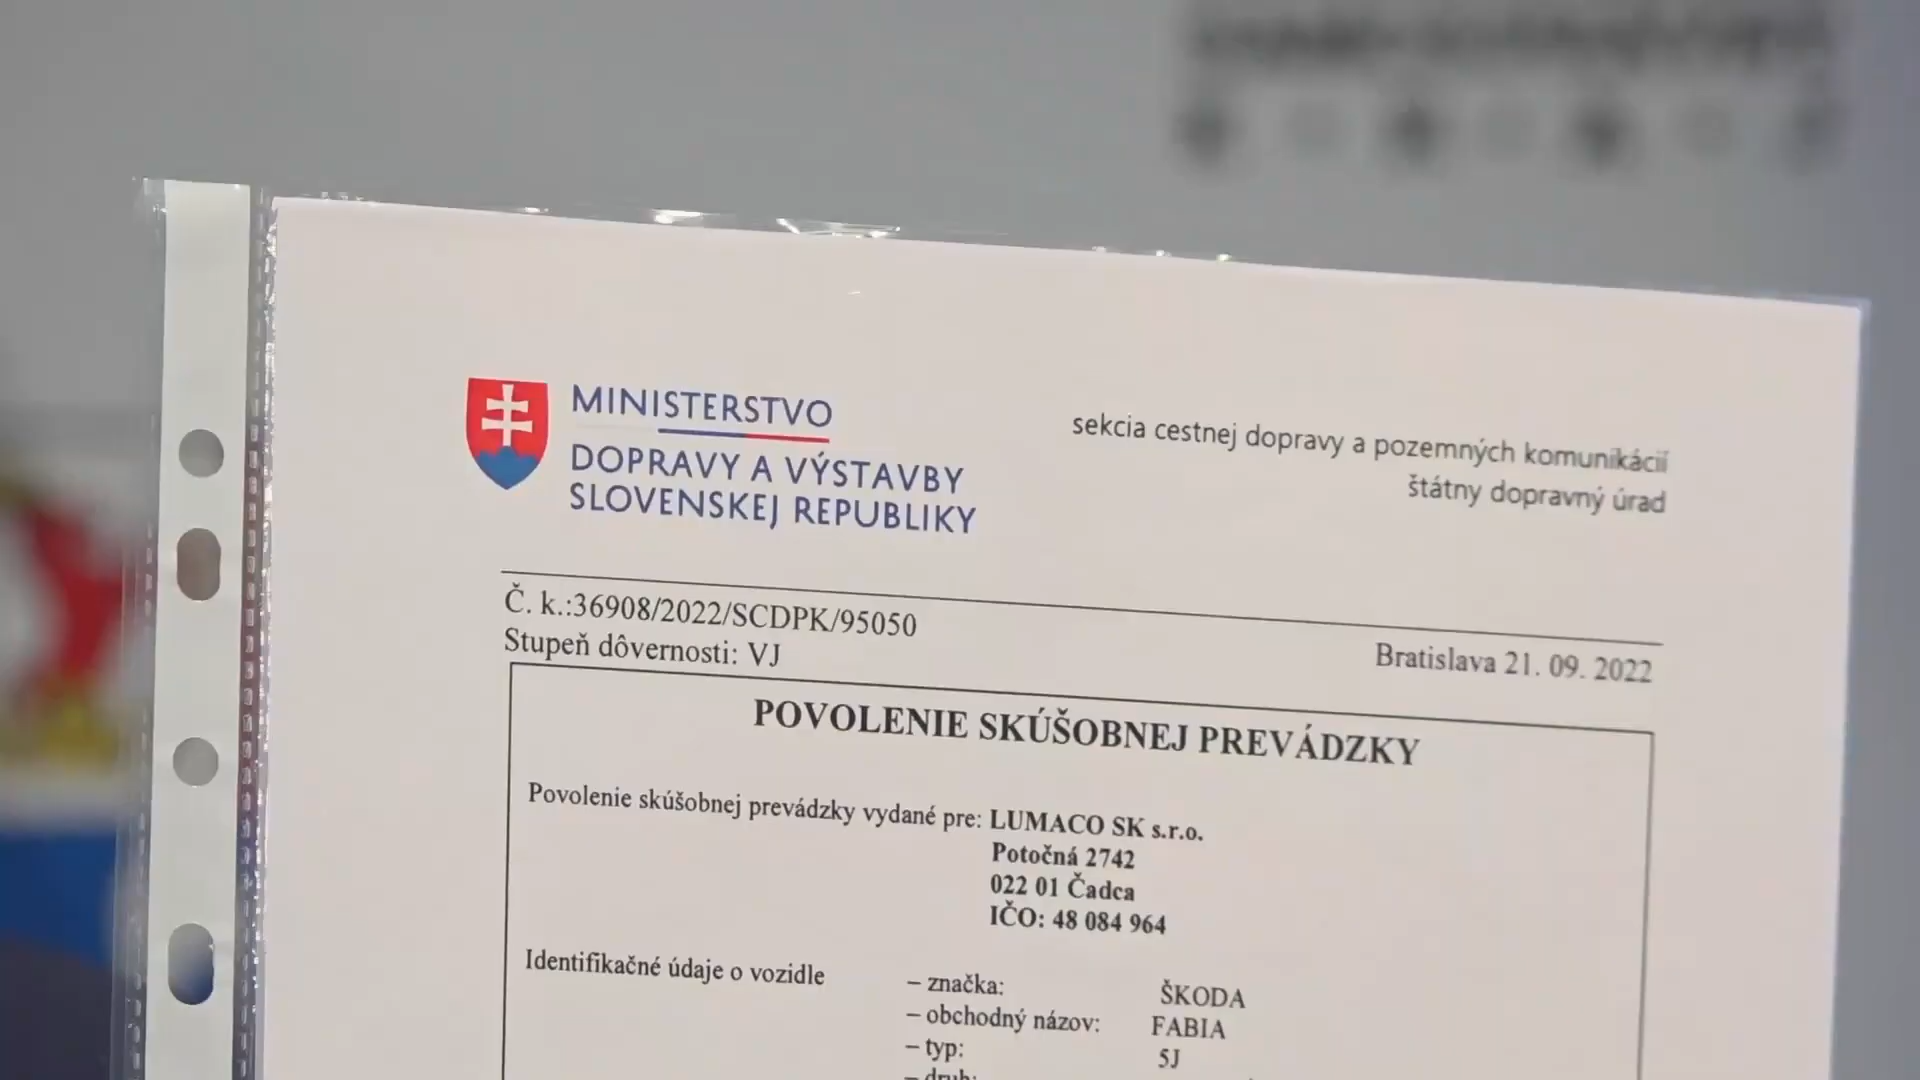 MINISTERSTVO
DOPRAVY A VÝSTAVBY
SLOVENSKEJ REPUBLIKY
sekcia cestnej dopravy a pozemných komunikácií
štátny dopravný úrad
Č. k.:36908/2022/SCDPK/95050
Stupeň dôvernosti: VJ
Bratislava 21. 09. 2022
POVOLENIE SKÚŠOBNEJ PREVÁDZKY
Povolenie skúšobnej prevádzky vydané pre: LUMACO SK s.r.o.
Potočná 2742
022 01 Čadca
IČO: 48 084 964
Identifikačné údaje o vozidle
– značka: ŠKODA
– obchodný názov: FABIA
– typ: 5J
– druh: